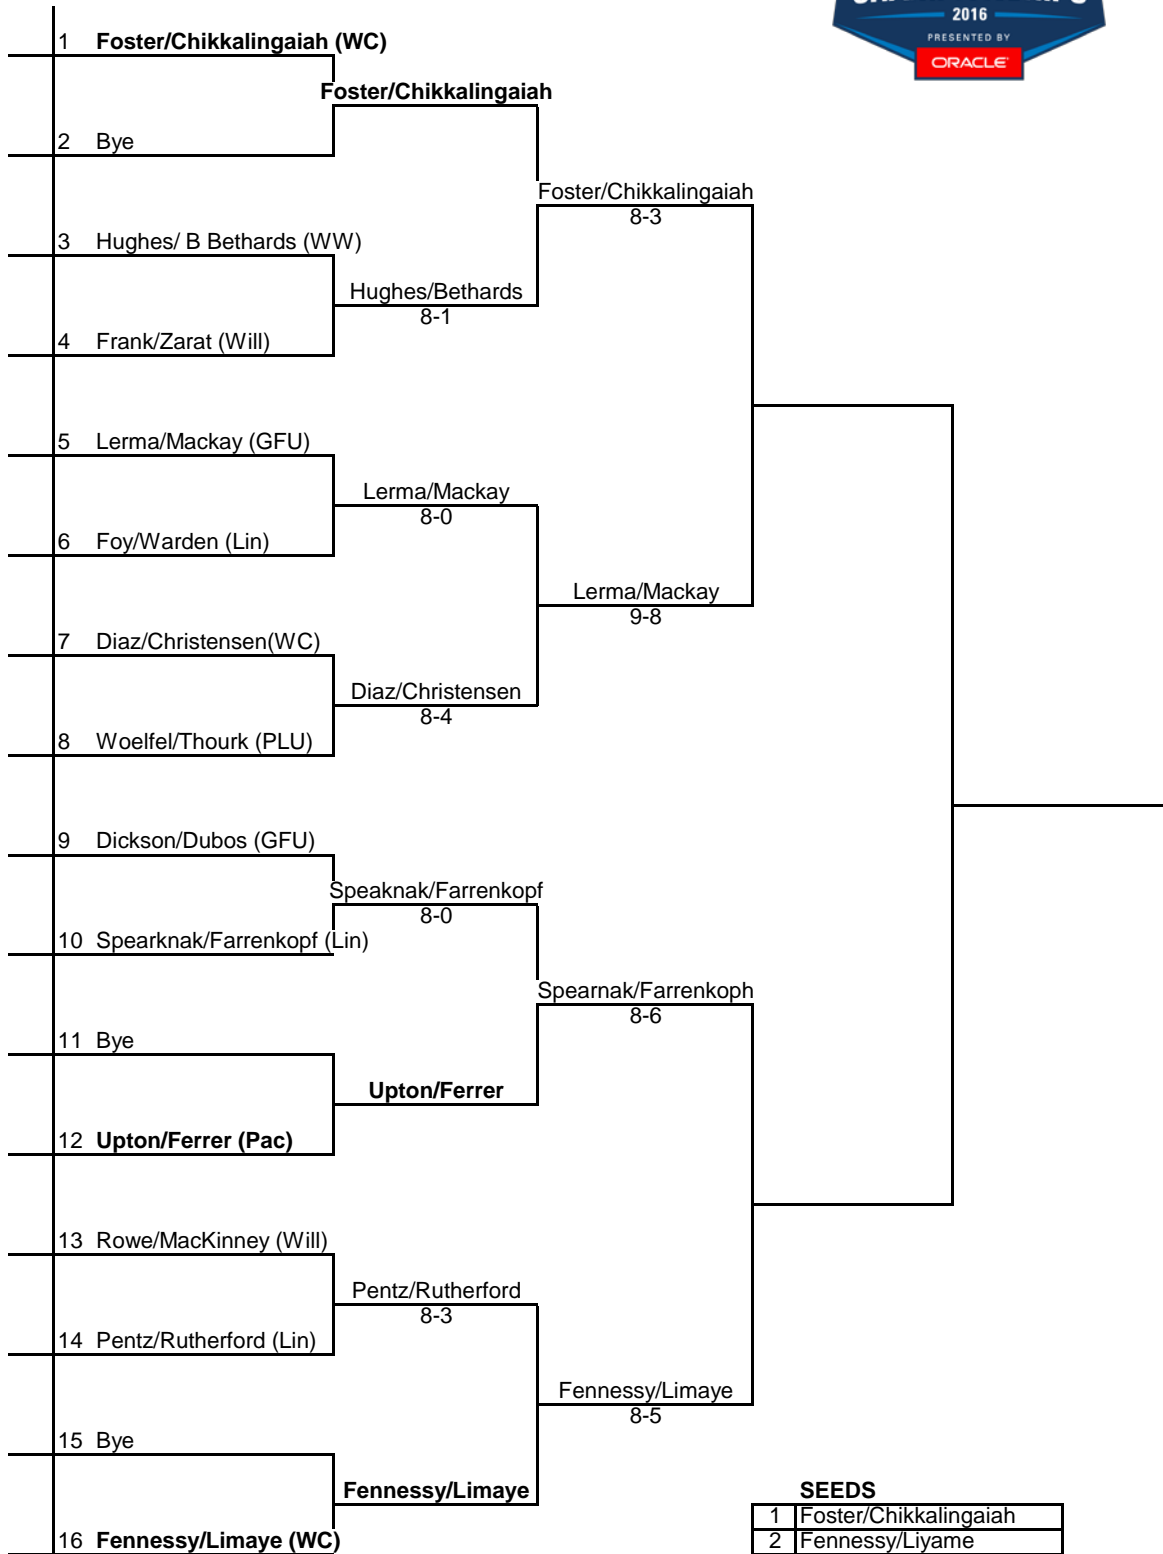 2016
PRESENTED BY
ORACLE
1 Foster/Chikkalingaiah (WC)
Foster/Chikkalingaiah
2 Bye
Foster/Chikkalingaiah
8-3
3 Hughes/ B Bethards (WW)
Hughes/Bethards
8-1
4 Frank/Zarat (Will)
5 Lerma/Mackay (GFU)
Lerma/Mackay
8-0
6 Foy/Warden (Lin)
Lerma/Mackay
9-8
7 Diaz/Christensen(WC)
Diaz/Christensen
8-4
8 Woelfel/Thourk (PLU)
9 Dickson/Dubos (GFU)
Speaknak/Farrenkopf
8-0
10 Spearknak/Farrenkopf (Lin)
Spearnak/Farrenkoph
8-6
11 Bye
Upton/Ferrer
12 Upton/Ferrer (Pac)
13 Rowe/MacKinney (Will)
Pentz/Rutherford
8-3
14 Pentz/Rutherford (Lin)
Fennessy/Limaye
8-5
15 Bye
Fennessy/Limaye
16 Fennessy/Limaye (WC)
SEEDS
1 Foster/Chikkalingaiah
2 Fennessy/Liyame